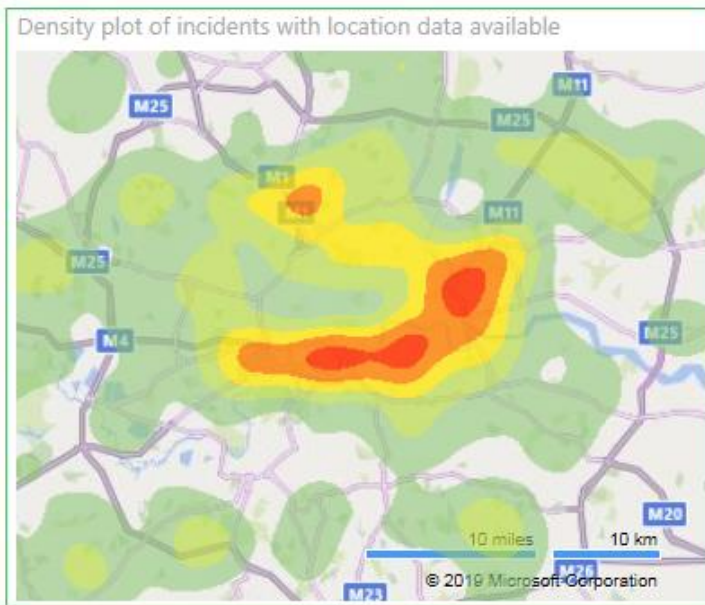 Density plot of incidents with location data available
M25
M11
M25
M1
M1
M11
M25
M4
M25
M20
10 miles
10 km
M26
© 2019 Microsoft Corporation
M23